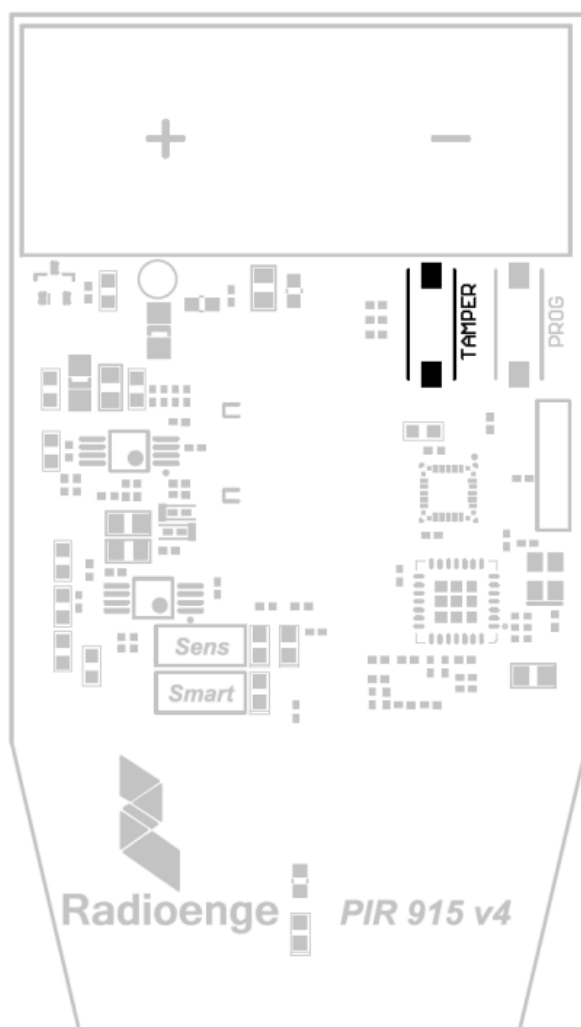 + −
TAMPER
PROG
Sens
Smart
Radioenge
PIR 915 v4